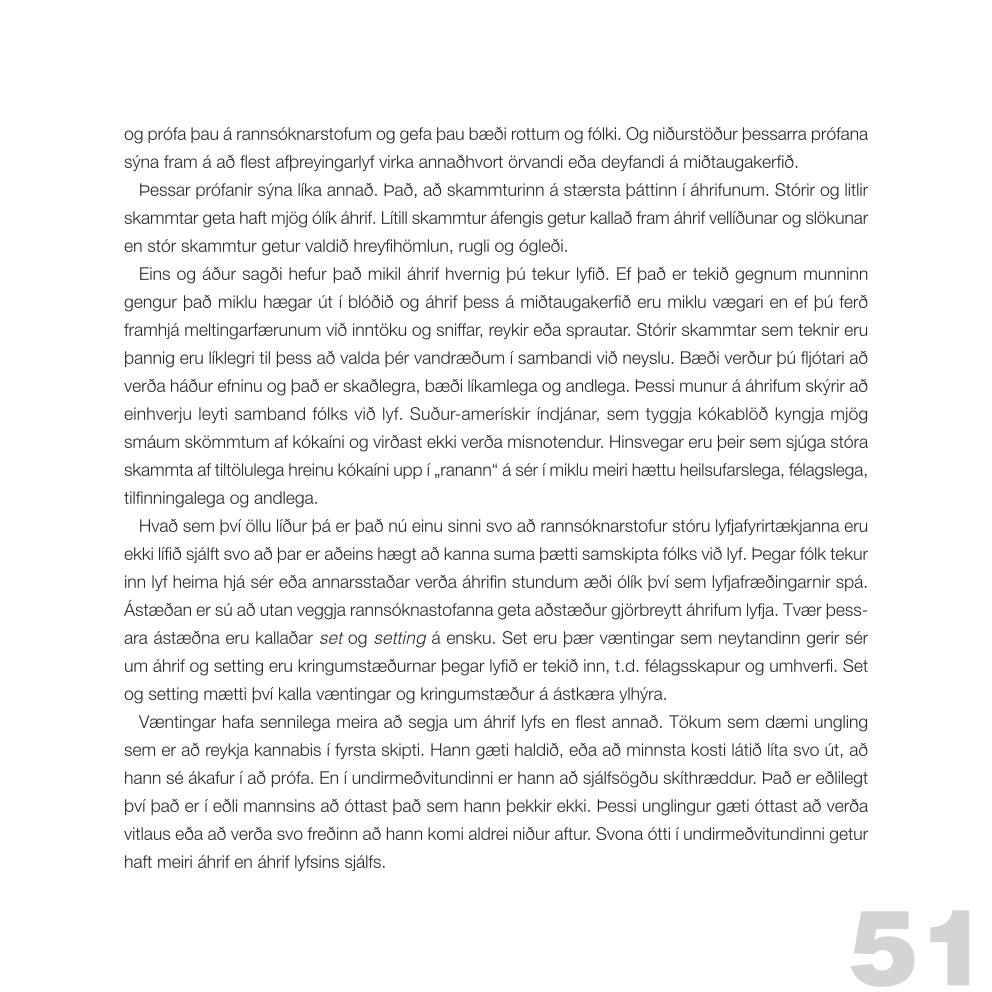 og prófa þau á rannsóknarstofum og gefa þau bæði rottum og fólki. Og niðurstöður þessarra prófana
sýna fram á að flest afþreyingarlyf virka annaðhvort örvandi eða deyfandi á miðtaugakerfið.
Þessar prófanir sýna líka annað. Það, að skammturinn á stærsta þáttinn í áhrifunum. Stórir og litlir
skammtar geta haft mjög ólík áhrif. Lítill skammtur áfengis getur kallað fram áhrif vellíðunar og slökunar
en stór skammtur getur valdið hreyfihömlun, rugli og ógleði.
Eins og áður sagði hefur það mikil áhrif hvernig þú tekur lyfið. Ef það er tekið gegnum munninn
gengur það miklu hægar út í blóðið og áhrif þess á miðtaugakerfið eru miklu vægari en ef þú ferð
framhjá meltingarfærunum við inntöku og sniffar, reykir eða sprautar. Stórir skammtar sem teknir eru
þannig eru líklegri til þess að valda þér vandræðum í sambandi við neyslu. Bæði verður þú fljótari að
verða háður efninu og það er skaðlegra, bæði líkamlega og andlega. Þessi munur á áhrifum skýrir að
einhverju leyti samband fólks við lyf. Suður-amerískir índjánar, sem tyggja kókablöð kyngja mjög
smáum skömmtum af kókaíni og virðast ekki verða misnotendur. Hinsvegar eru þeir sem sjúga stóra
skammta af tiltölulega hreinu kókaíni upp í „ranann“ á sér í miklu meiri hættu heilsufarslega, félagslega,
tilfinningalega og andlega.
Hvað sem því öllu líður þá er það nú einu sinni svo að rannsóknarstofur stóru lyfjafyrirtækjanna eru
ekki lífið sjálft svo að þar er aðeins hægt að kanna suma þætti samskipta fólks við lyf. Þegar fólk tekur
inn lyf heima hjá sér eða annarsstaðar verða áhrifin stundum æði ólík því sem lyfjafræðingarnir spá.
Ástæðan er sú að utan veggja rannsóknastofanna geta aðstæður gjörbreytt áhrifum lyfja. Tvær þess-
ara ástæðna eru kallaðar set og setting á ensku. Set eru þær væntingar sem neytandinn gerir sér
um áhrif og setting eru kringumstæðurnar þegar lyfið er tekið inn, t.d. félagsskapur og umhverfi. Set
og setting mætti því kalla væntingar og kringumstæður á ástkæra ylhýra.
Væntingar hafa sennilega meira að segja um áhrif lyfs en flest annað. Tökum sem dæmi ungling
sem er að reykja kannabis í fyrsta skipti. Hann gæti haldið, eða að minnsta kosti látið líta svo út, að
hann sé ákafur í að prófa. En í undirmeðvitundinni er hann að sjálfsögðu skíthræddur. Það er eðlilegt
því það er í eðli mannsins að óttast það sem hann þekkir ekki. Þessi unglingur gæti óttast að verða
vitlaus eða að verða svo freðinn að hann komi aldrei niður aftur. Svona ótti í undirmeðvitundinni getur
haft meiri áhrif en áhrif lyfsins sjálfs.
51